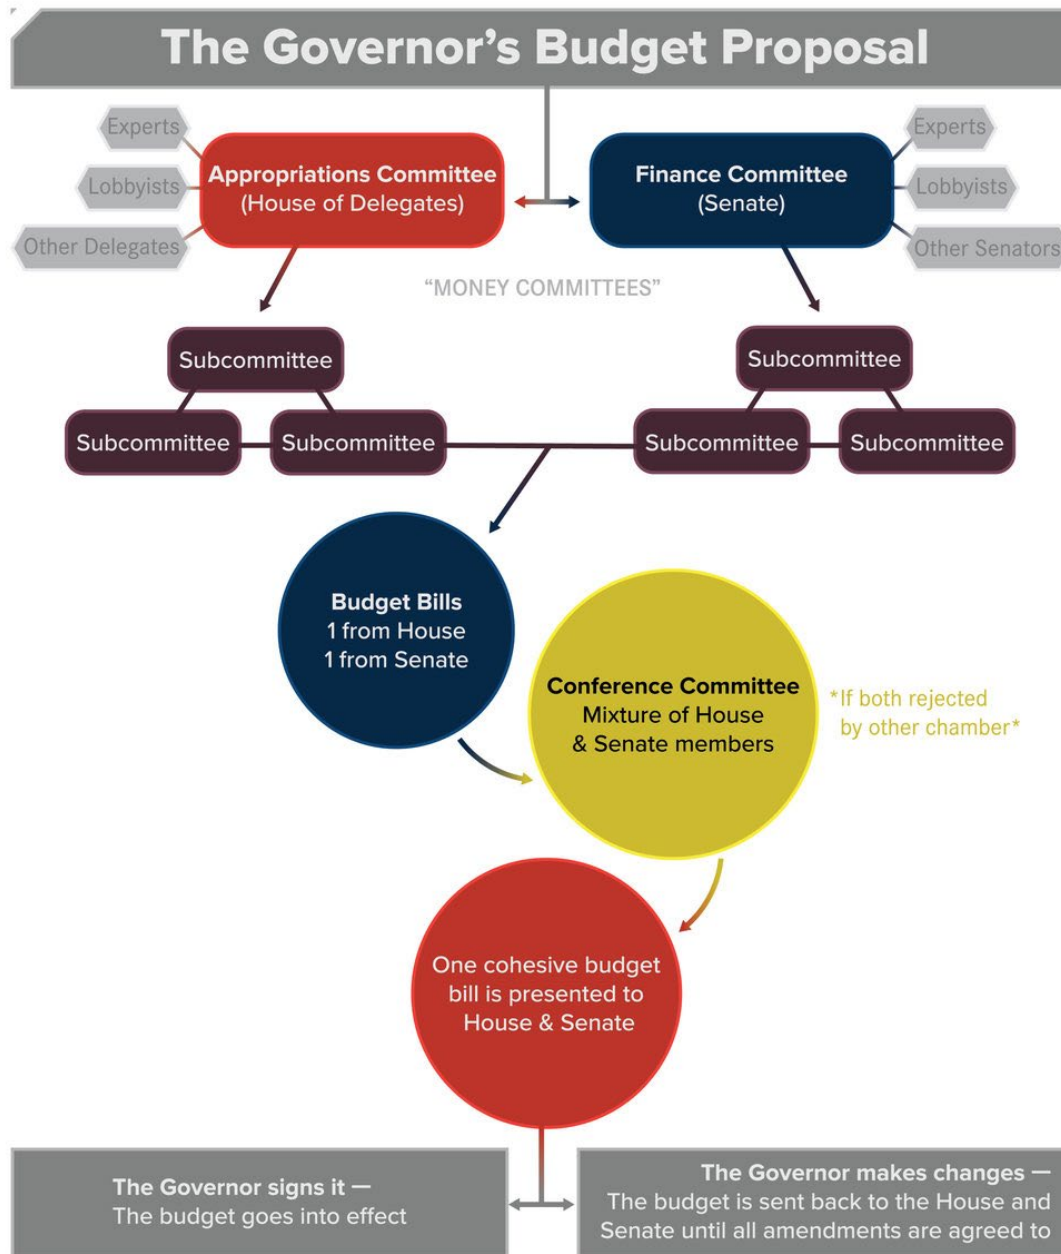 The Governor’s Budget Proposal
Experts
Lobbyists
Other Delegates
Appropriations Committee
(House of Delegates)
Finance Committee
(Senate)
Experts
Lobbyists
Other Senators
“MONEY COMMITTEES”
Subcommittee
Subcommittee
Subcommittee
Subcommittee
Subcommittee
Subcommittee
Budget Bills
1 from House
1 from Senate
Conference Committee
Mixture of House
& Senate members
*If both rejected
by other chamber*
One cohesive budget
bill is presented to
House & Senate
The Governor signs it —
The budget goes into effect
The Governor makes changes —
The budget is sent back to the House and
Senate until all amendments are agreed to